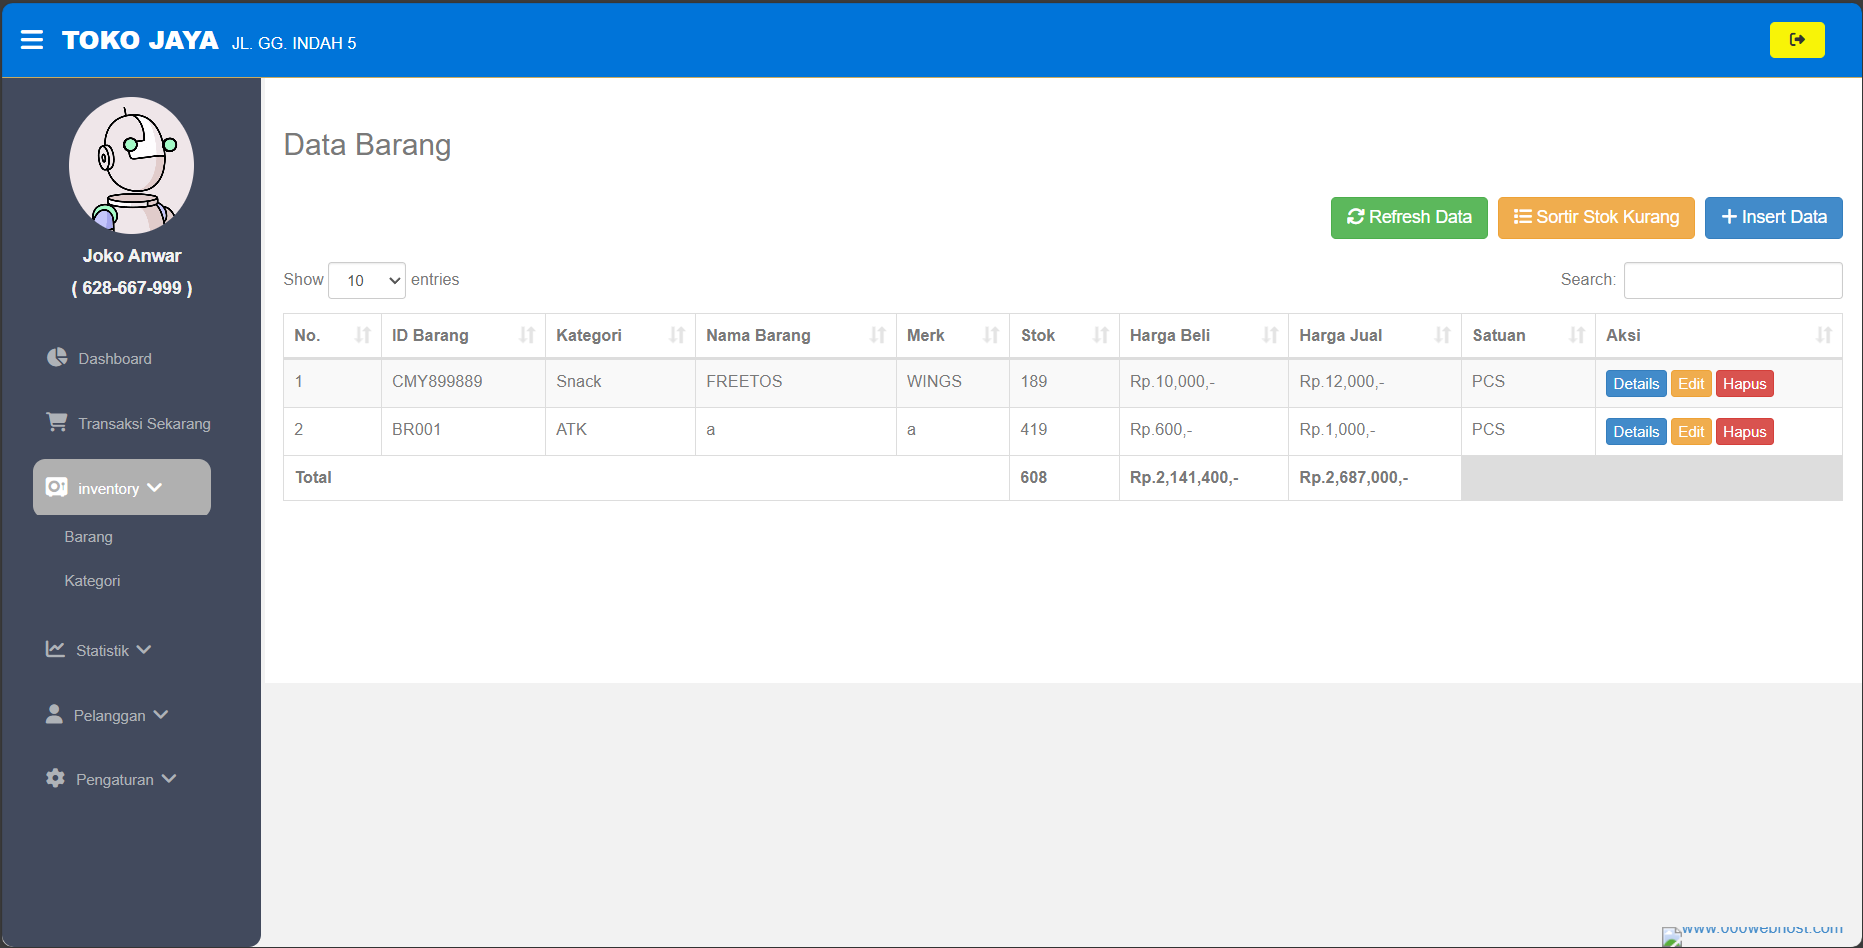 TOKO JAYA JL. GG. INDAH 5
Joko Anwar
( 628-667-999 )
Dashboard
Transaksi Sekarang
inventory
Barang
Kategori
Statistik
Pelanggan
Pengaturan
Data Barang
Refresh Data Sortir Stok Kurang Insert Data
Show 10 entries Search:
No. ID Barang Kategori Nama Barang Merk Stok Harga Beli Harga Jual Satuan Aksi
1 CMY899889 Snack FREETOS WINGS 189 Rp.10,000,- Rp.12,000,- PCS Details Edit Hapus
2 BR001 ATK a a 419 Rp.600,- Rp.1,000,- PCS Details Edit Hapus
Total 608 Rp.2,141,400,- Rp.2,687,000,-
www.000webhost.com